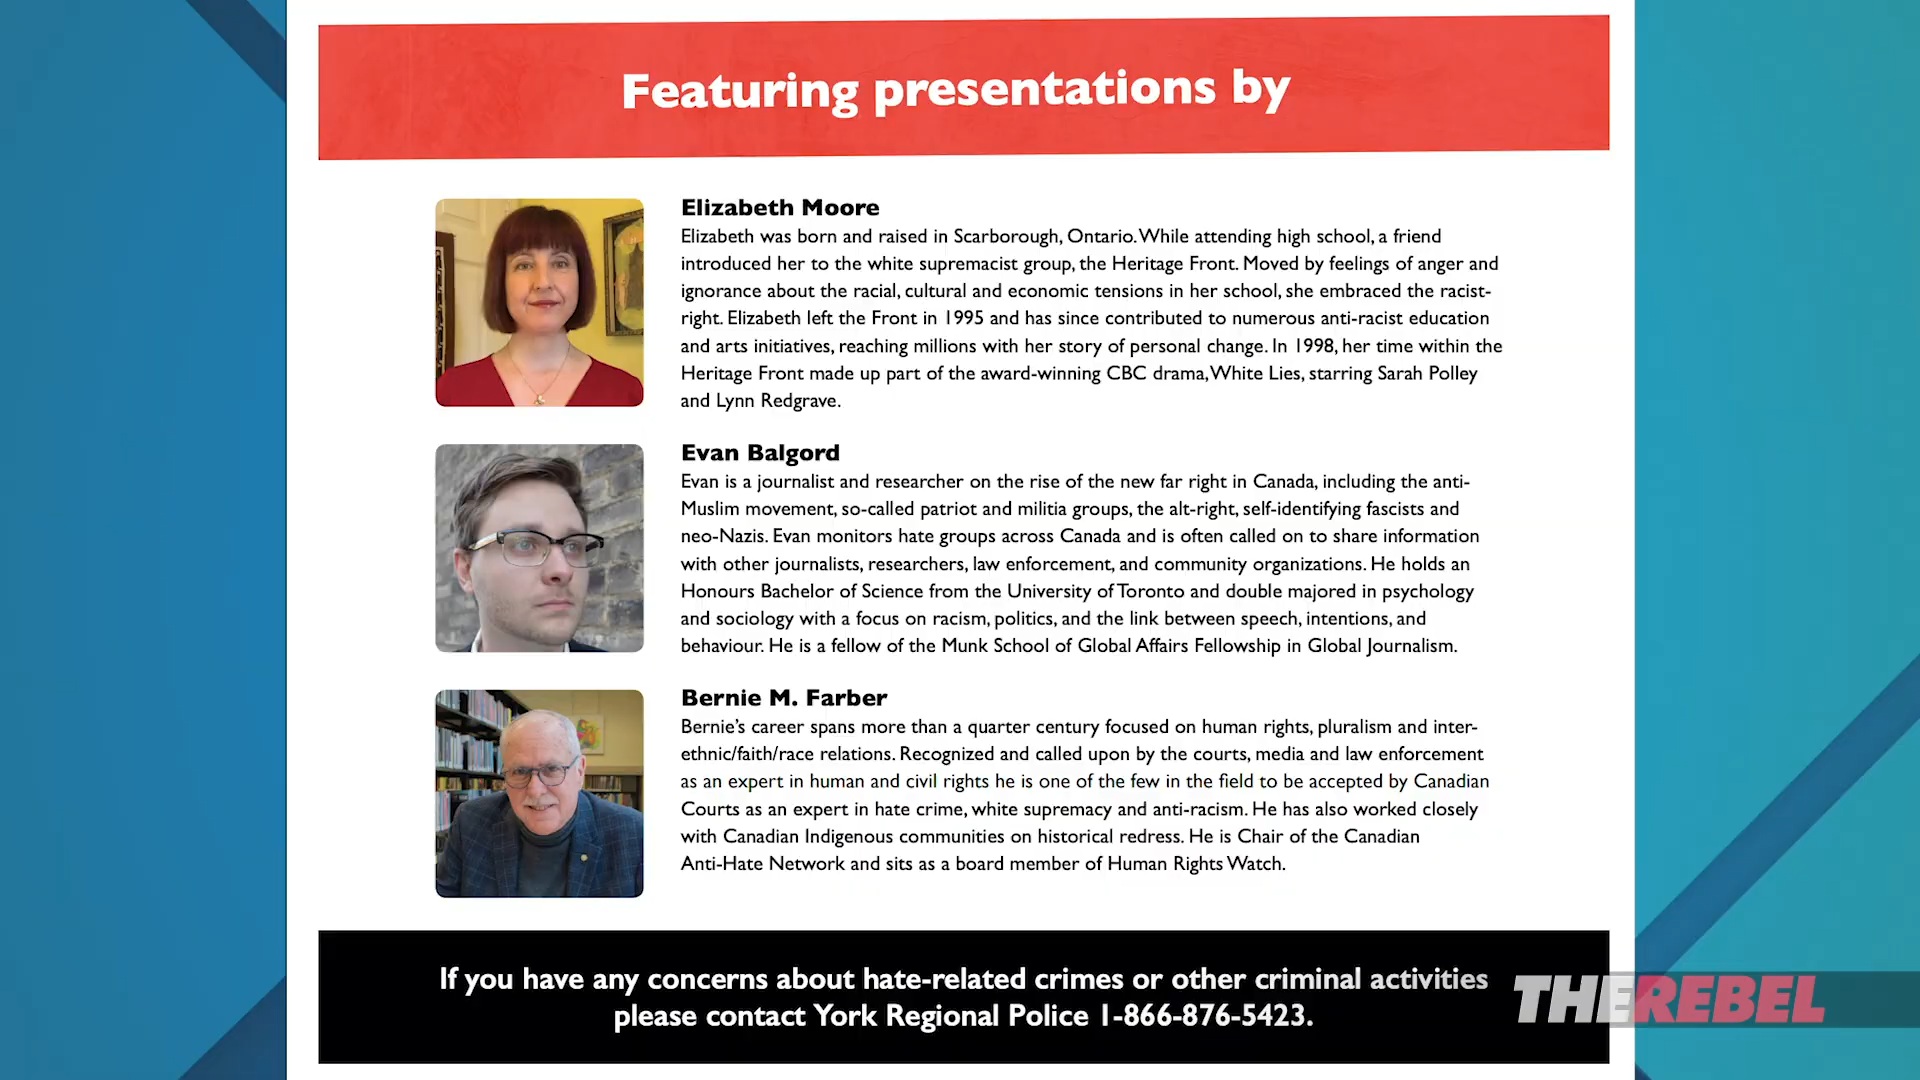 Featuring presentations by
Elizabeth Moore
Elizabeth was born and raised in Scarborough, Ontario. While attending high school, a friend
introduced her to the white supremacist group, the Heritage Front. Moved by feelings of anger and
ignorance about the racial, cultural and economic tensions in her school, she embraced the racist-
right. Elizabeth left the Front in 1995 and has since contributed to numerous anti-racist education
and arts initiatives, reaching millions with her story of personal change. In 1998, her time within the
Heritage Front made up part of the award-winning CBC drama, White Lies, starring Sarah Polley
and Lynn Redgrave.
Evan Balgord
Evan is a journalist and researcher on the rise of the new far right in Canada, including the anti-
Muslim movement, so-called patriot and militia groups, the alt-right, self-identifying fascists and
neo-Nazis. Evan monitors hate groups across Canada and is often called on to share information
with other journalists, researchers, law enforcement, and community organizations. He holds an
Honours Bachelor of Science from the University of Toronto and double majored in psychology
and sociology with a focus on racism, politics, and the link between speech, intentions, and
behaviour. He is a fellow of the Munk School of Global Affairs Fellowship in Global Journalism.
Bernie M. Farber
Bernie's career spans more than a quarter century focused on human rights, pluralism and inter-
ethnic/faith/race relations. Recognized and called upon by the courts, media and law enforcement
as an expert in human and civil rights he is one of the few in the field to be accepted by Canadian
Courts as an expert in hate crime, white supremacy and anti-racism. He has also worked closely
with Canadian Indigenous communities on historical redress. He is Chair of the Canadian
Anti-Hate Network and sits as a board member of Human Rights Watch.
If you have any concerns about hate-related crimes or other criminal activities
please contact York Regional Police 1-866-876-5423.
THEREBEL